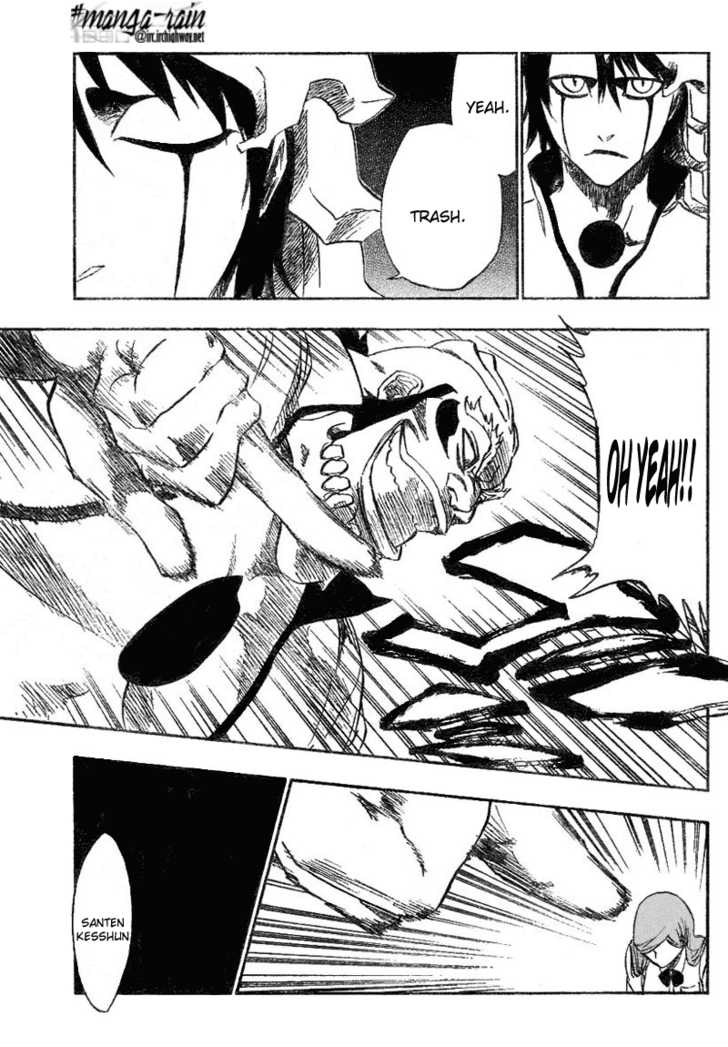 #manga-rain
@irc.irchighway.net
YEAH.
TRASH.
OH YEAH!!
SANTEN
KESSHUN